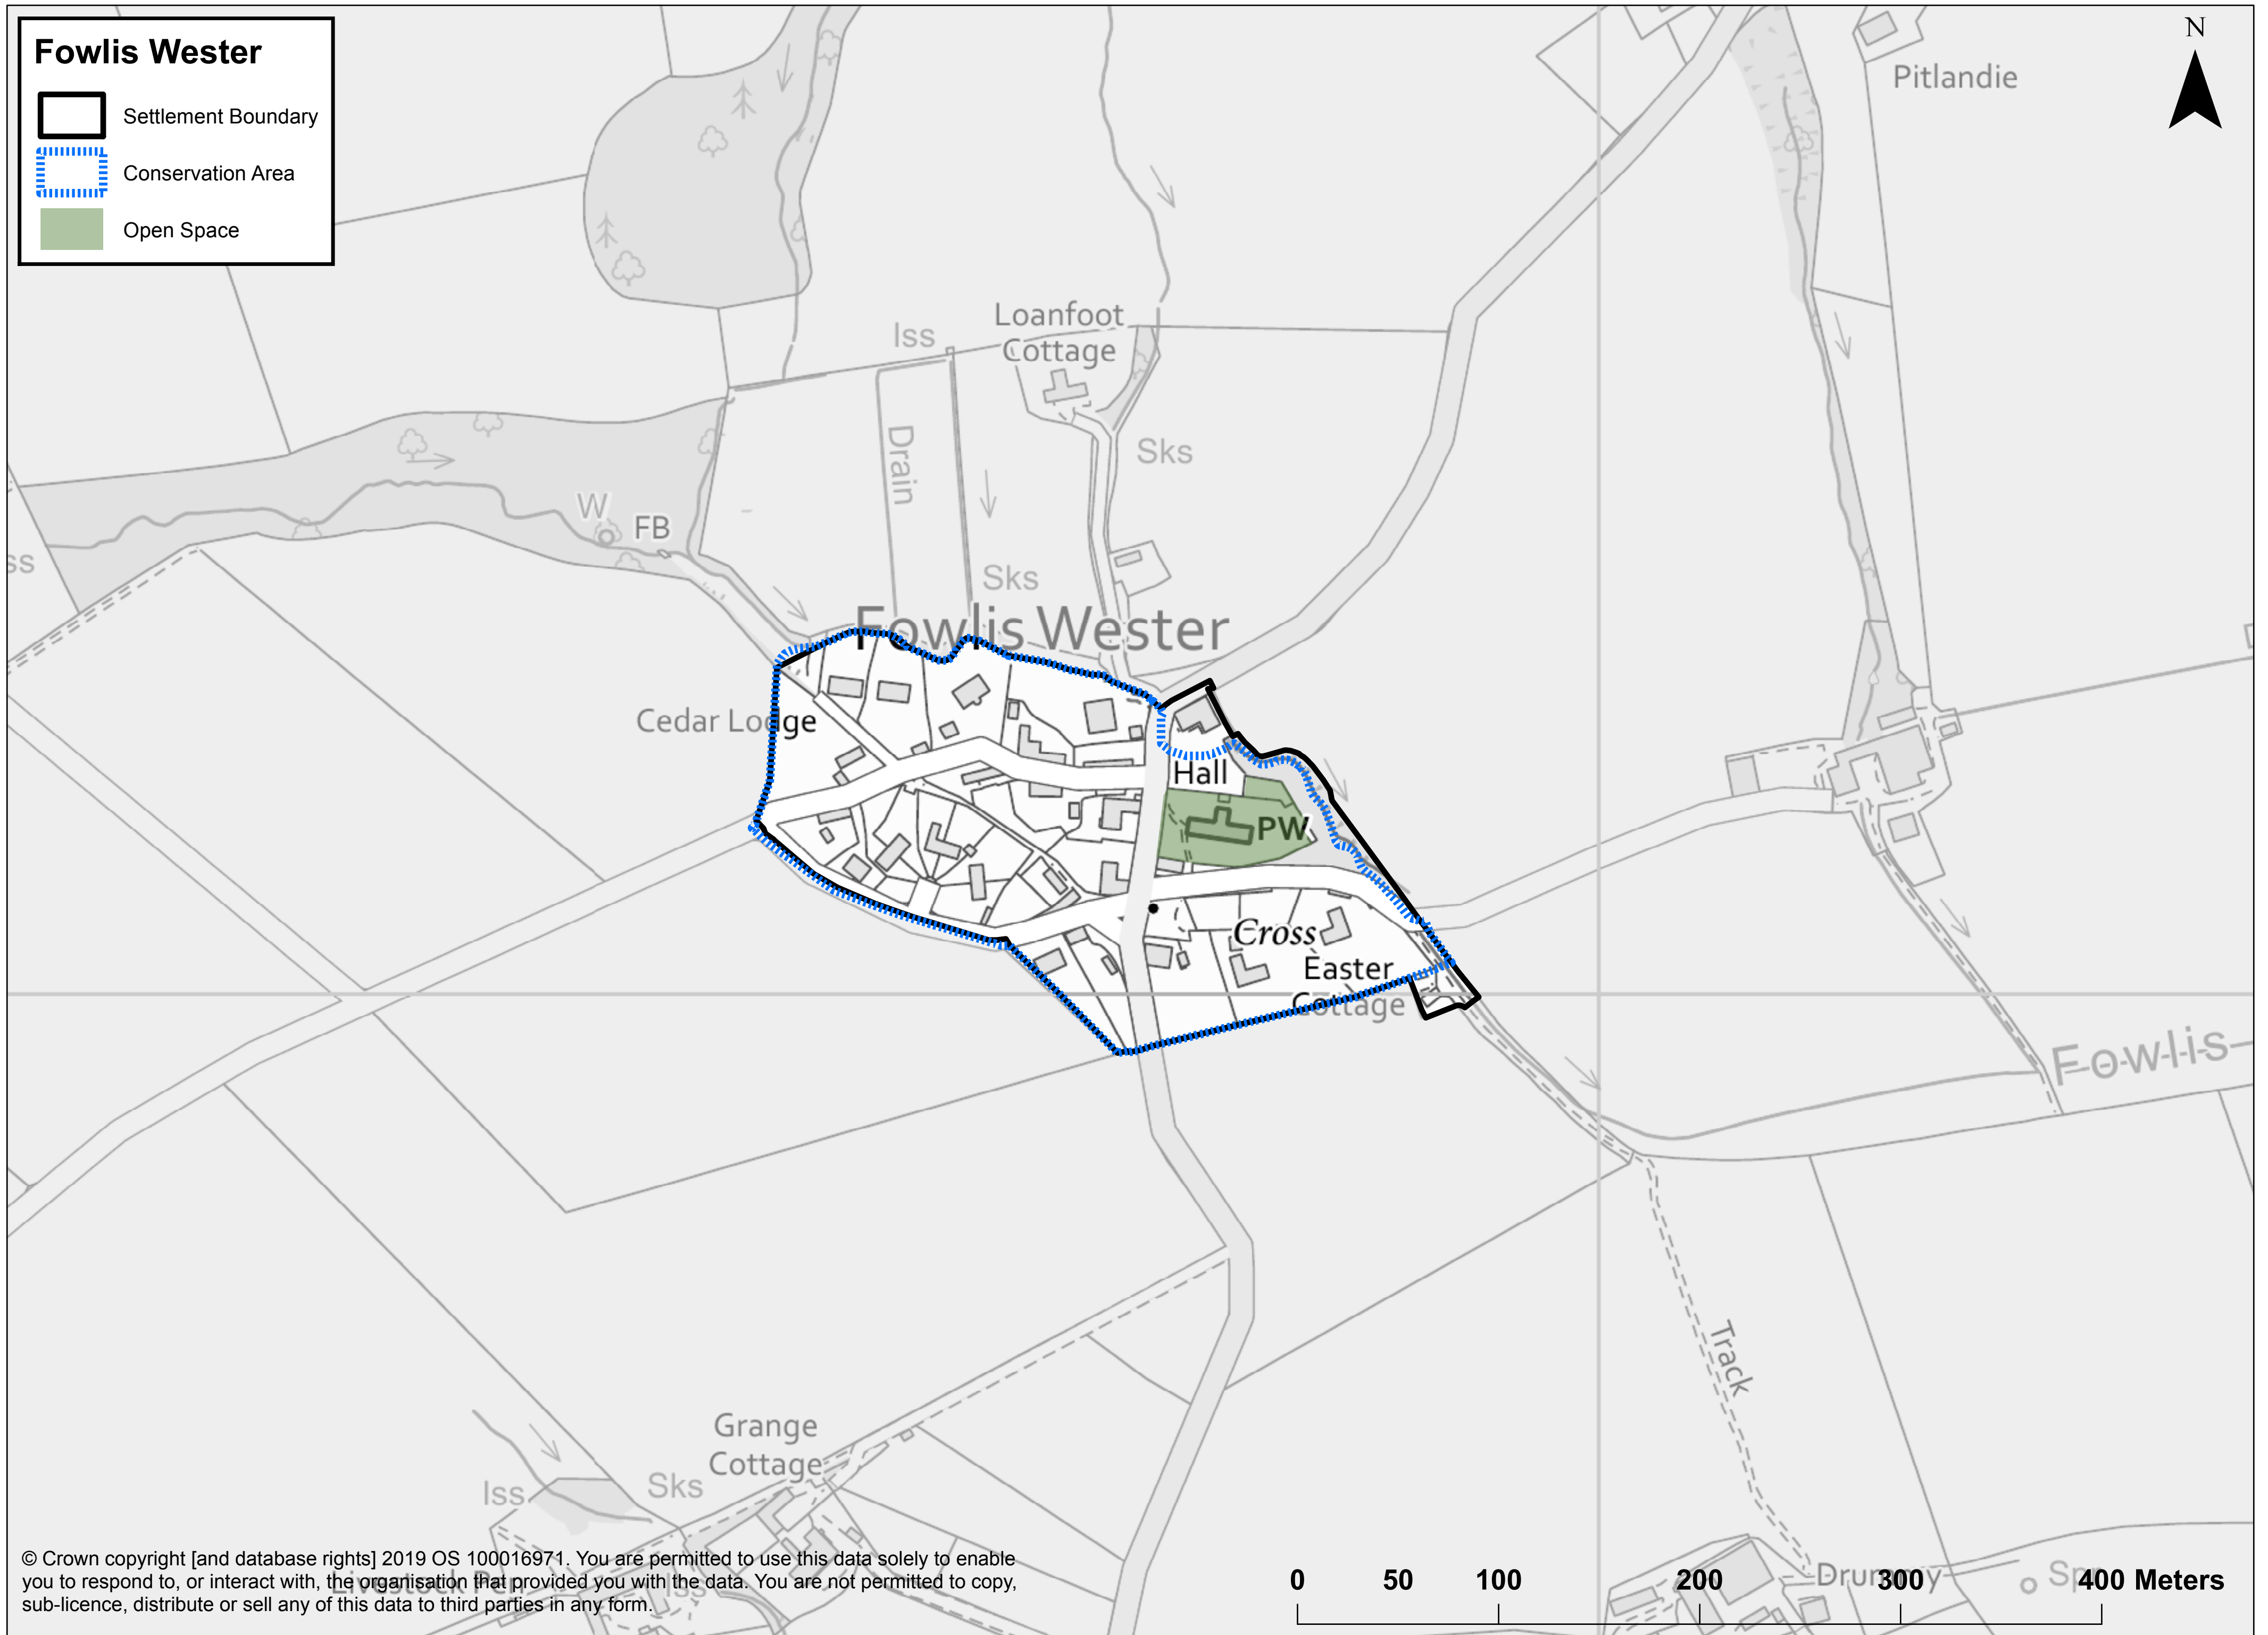 Fowlis Wester
Settlement Boundary
Conservation Area
Open Space
N
Pitlandie
Loanfoot
Cottage
Iss
Drain
Sks
W
FB
ss
Sks
Fowlis Wester
Cedar Lodge
Hall
PW
Cross
Easter
Cottage
Fowlis
Track
Grange
Cottage
Iss
Sks
Livestock Pen
Iss
© Crown copyright [and database rights] 2019 OS 100016971. You are permitted to use this data solely to enable
you to respond to, or interact with, the organisation that provided you with the data. You are not permitted to copy,
sub-licence, distribute or sell any of this data to third parties in any form.
0 50 100 200 300 400 Meters